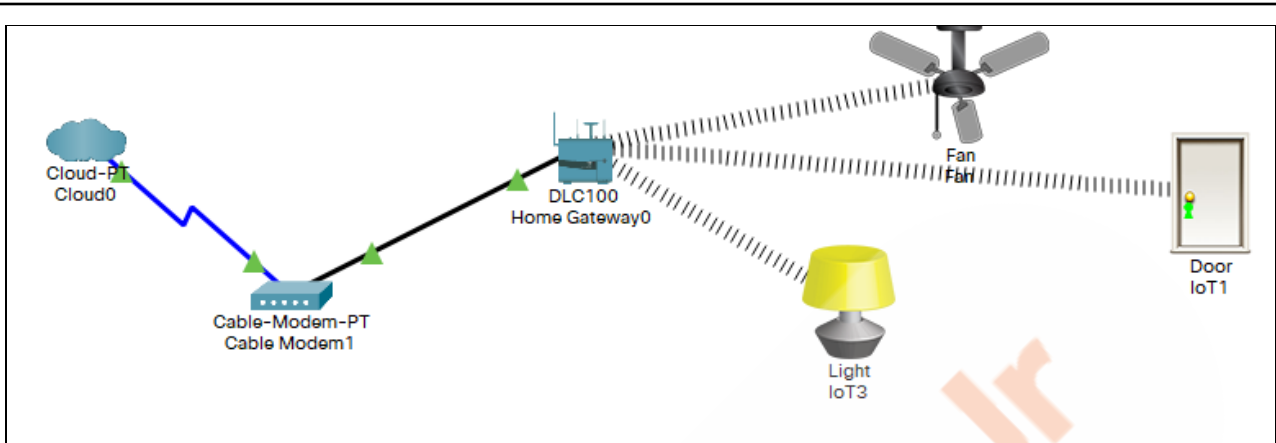 Cloud-PT
Cloud0
Cable-Modem-PT
Cable Modem1
DLC100
Home Gateway0
Fan
Fan
Light
IoT3
Door
IoT1